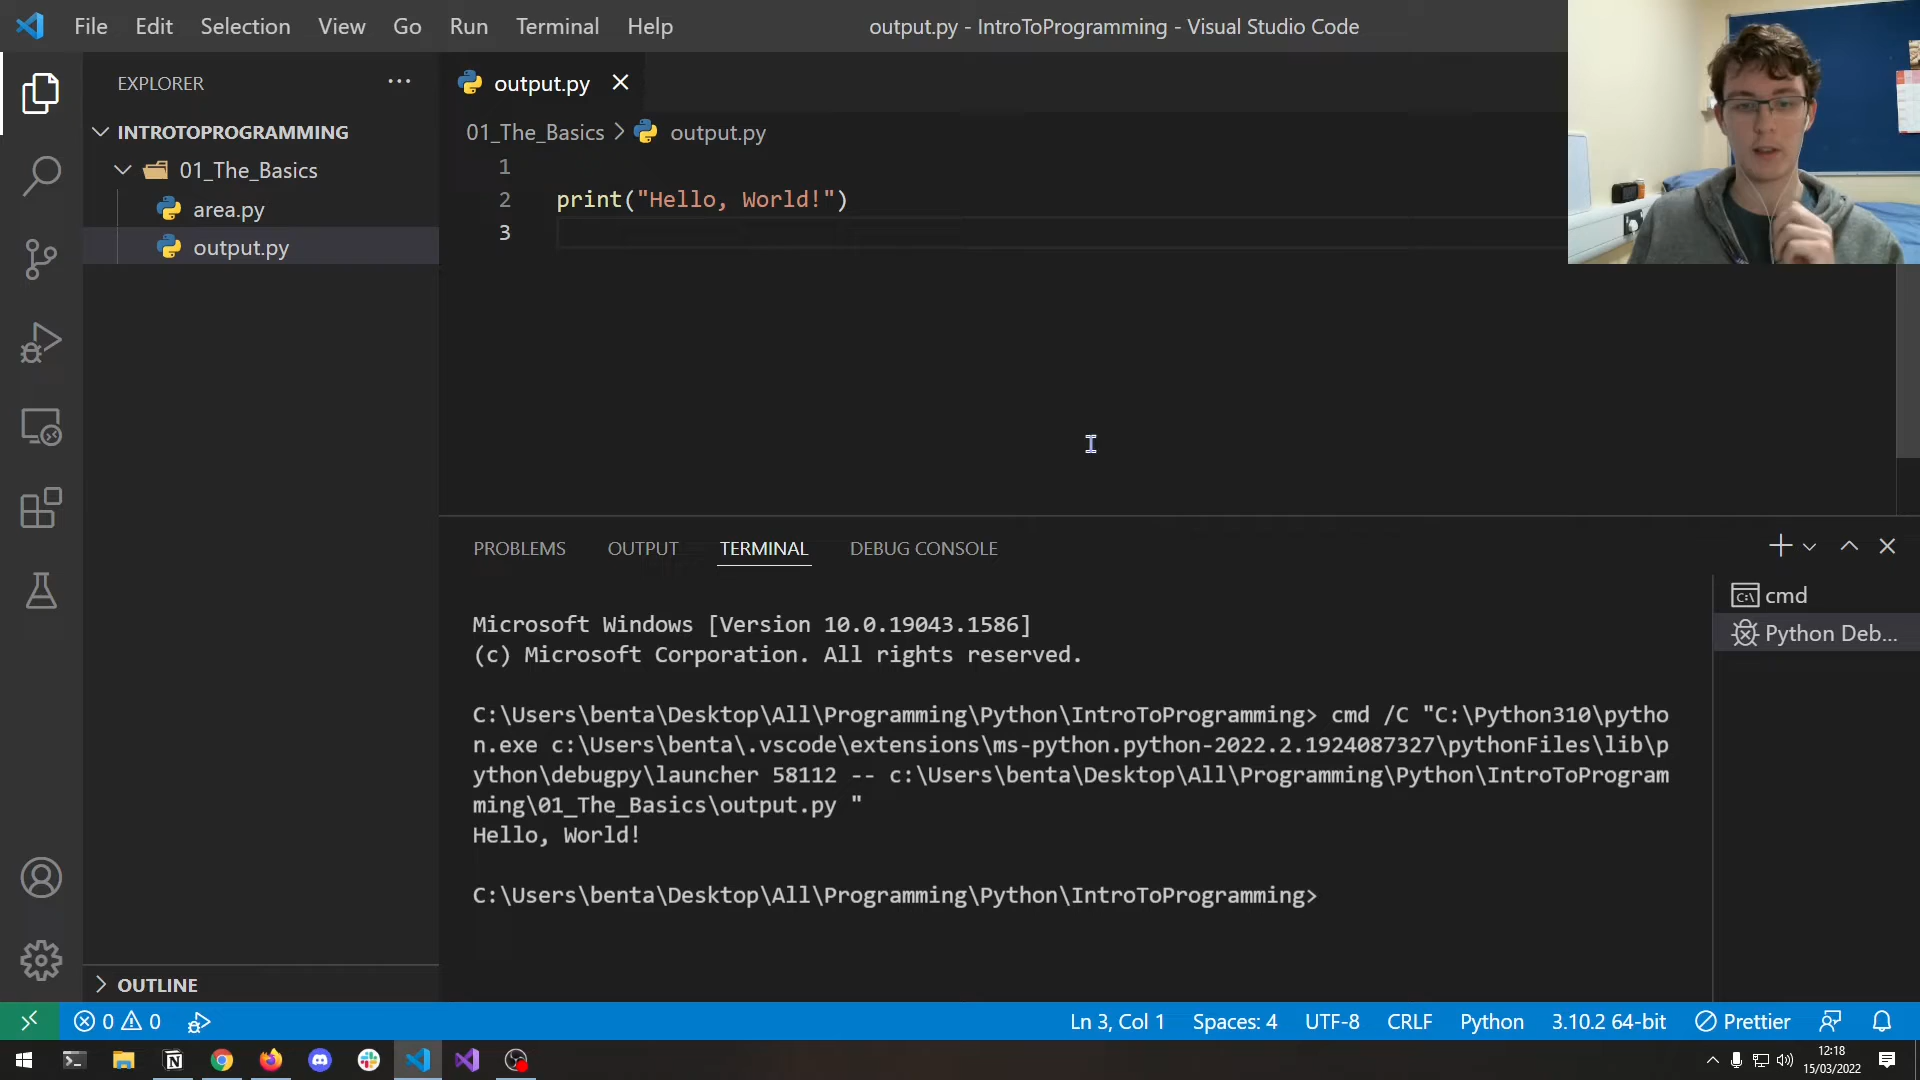 File Edit Selection View Go Run Terminal Help
output.py - IntroToProgramming - Visual Studio Code
EXPLORER
INTROTOPROGRAMMING
01_The_Basics
area.py
output.py
OUTLINE
output.py
01_The_Basics > output.py
1
2 print("Hello, World!")
3
PROBLEMS OUTPUT TERMINAL DEBUG CONSOLE
cmd
Python Deb...
Microsoft Windows [Version 10.0.19043.1586]
(c) Microsoft Corporation. All rights reserved.
C:\Users\benta\Desktop\All\Programming\Python\IntroToProgramming> cmd /C "C:\Python310\pytho
n.exe c:\Users\benta\.vscode\extensions\ms-python.python-2022.2.1924087327\pythonFiles\lib\p
ython\debugpy\launcher 58112 -- c:\Users\benta\Desktop\All\Programming\Python\IntroToProgram
ming\01_The_Basics\output.py "
Hello, World!
C:\Users\benta\Desktop\All\Programming\Python\IntroToProgramming>
0 0
Ln 3, Col 1 Spaces: 4 UTF-8 CRLF Python 3.10.2 64-bit Prettier
12:18
15/03/2022